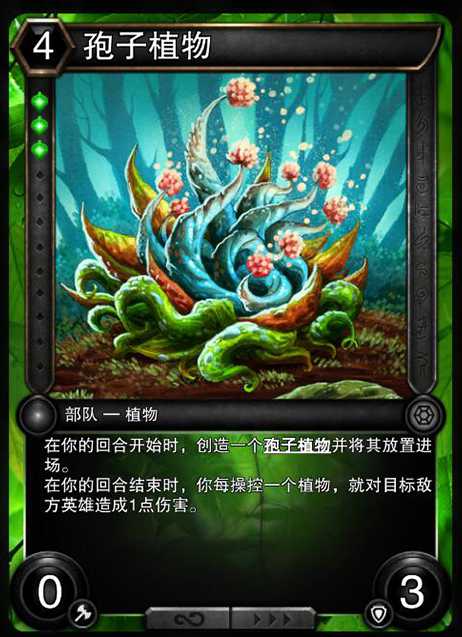 4 孢子植物
部队 — 植物
在你的回合开始时，创造一个孢子植物并将其放置进
场。
在你的回合结束时，你每操控一个植物，就对目标敌
方英雄造成1点伤害。
0
3